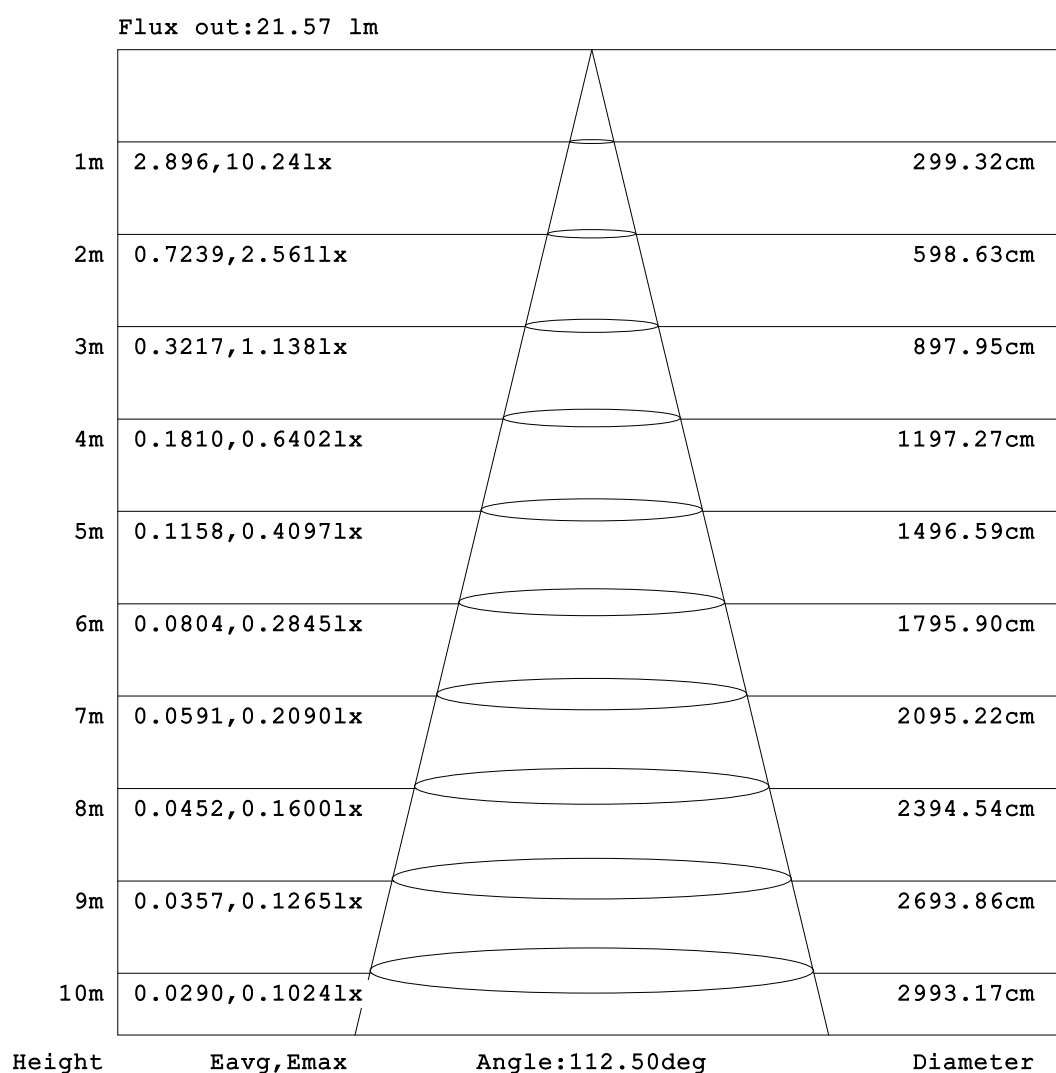 Flux out:21.57 lm
1m 2.896,10.24lx 299.32cm
2m 0.7239,2.561lx 598.63cm
3m 0.3217,1.138lx 897.95cm
4m 0.1810,0.6402lx 1197.27cm
5m 0.1158,0.4097lx 1496.59cm
6m 0.0804,0.2845lx 1795.90cm
7m 0.0591,0.2090lx 2095.22cm
8m 0.0452,0.1600lx 2394.54cm
9m 0.0357,0.1265lx 2693.86cm
10m 0.0290,0.1024lx 2993.17cm
Height Eavg,Emax Angle:112.50deg Diameter